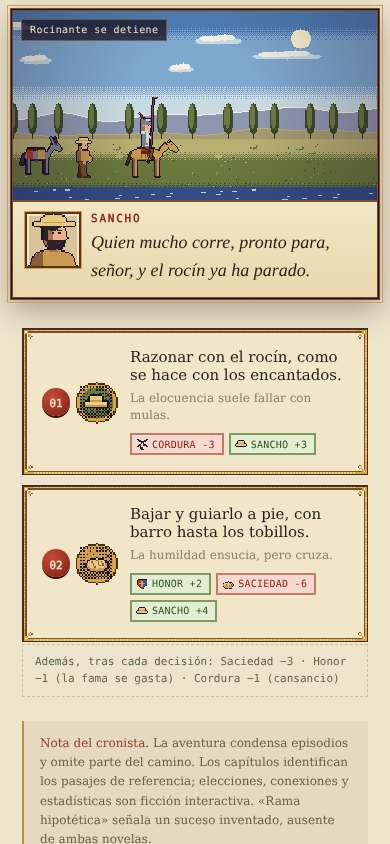 Rocinante se detiene
SANCHO
Quien mucho corre, pronto para,
señor, y el rocín ya ha parado.
01
Razonar con el rocín, como
se hace con los encantados.
La elocuencia suele fallar con
mulas.
CORDURA -3 SANCHO +3
02
Bajar y guiarlo a pie, con
barro hasta los tobillos.
La humildad ensucia, pero cruza.
HONOR +2 SACIEDAD -6
SANCHO +4
Además, tras cada decisión: Saciedad −3 · Honor
−1 (la fama se gasta) · Cordura −1 (cansancio)
Nota del cronista. La aventura condensa episodios
y omite parte del camino. Los capítulos identifican
los pasajes de referencia; elecciones, conexiones y
estadísticas son ficción interactiva. «Rama
hipotética» señala un suceso inventado, ausente
de ambas novelas.